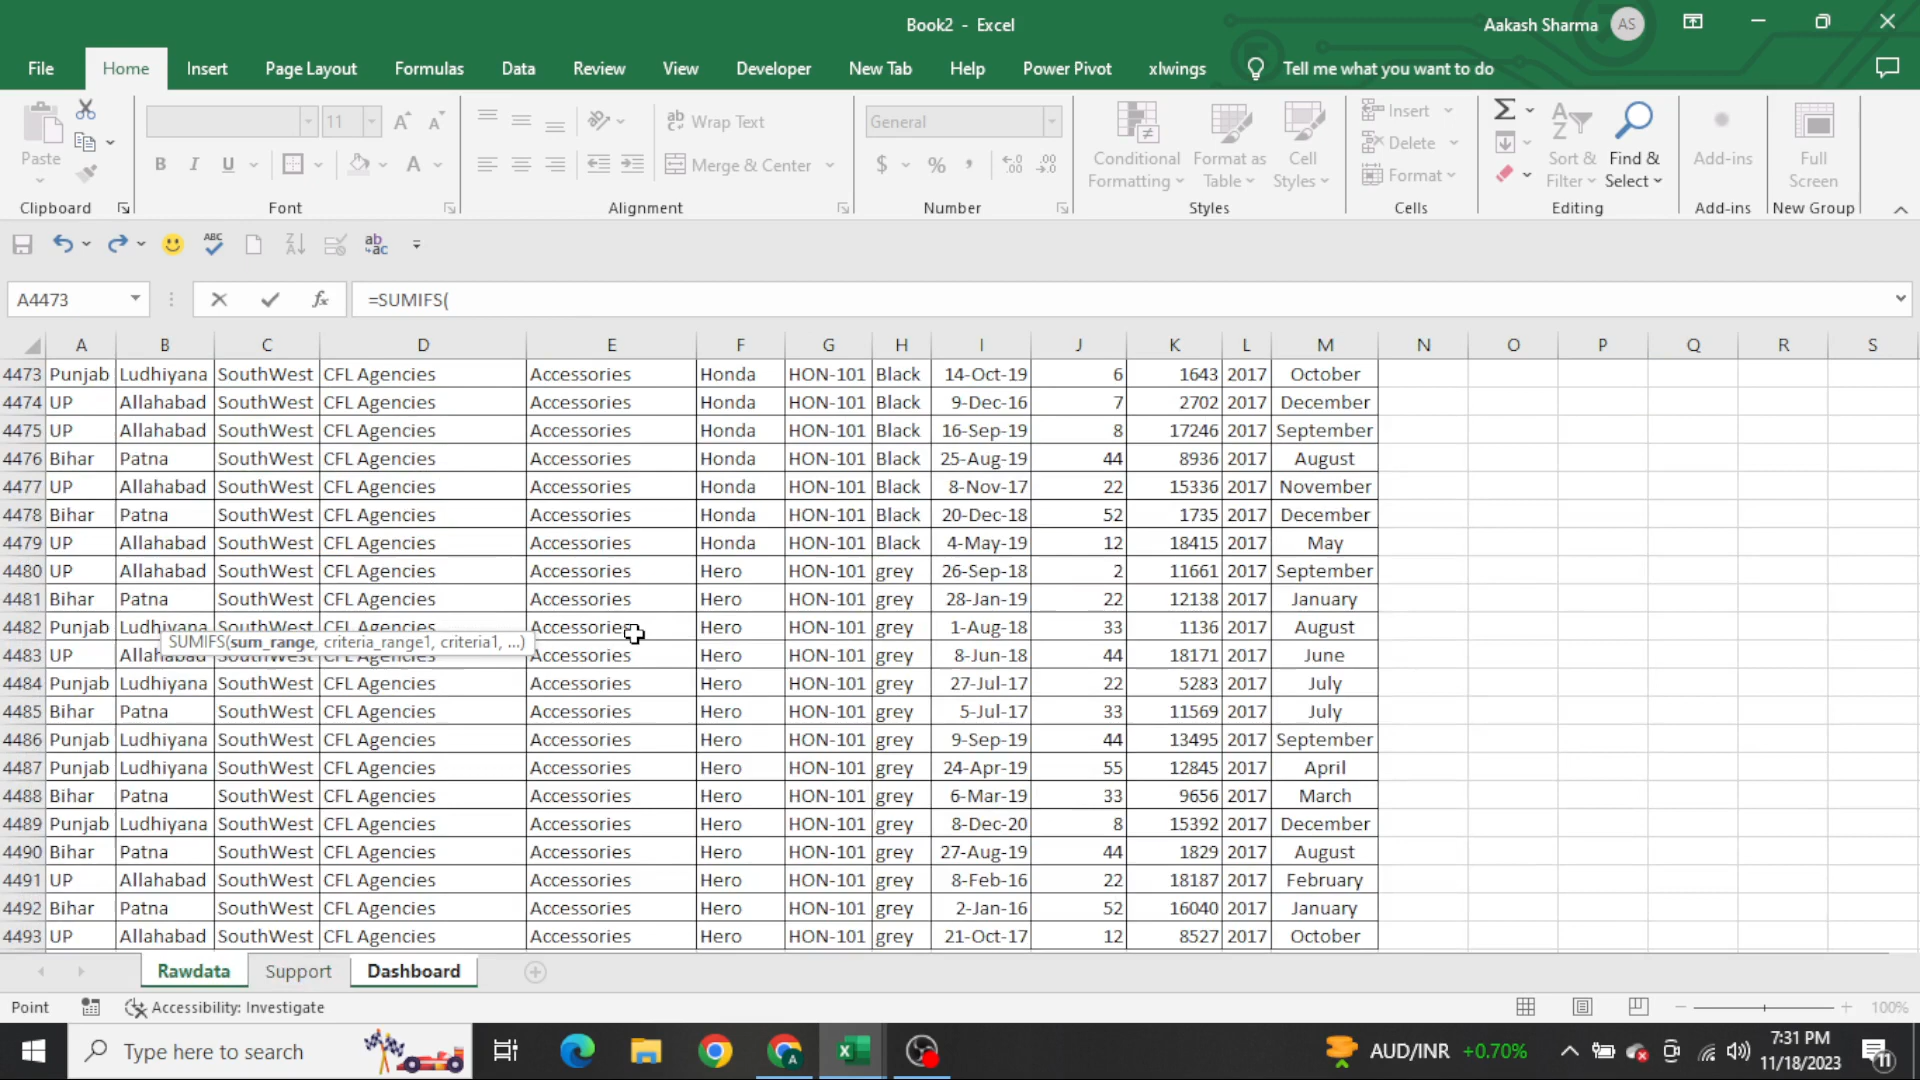 Book2 - Excel
Aakash Sharma AS
File Home Insert Page Layout Formulas Data Review View Developer New Tab Help Power Pivot xlwings Tell me what you want to do
11 Wrap Text General Insert
Paste Conditional Formatting Format as Table Cell Styles Delete Sort & Filter Find & Select Add-ins Full Screen
B I U A Merge & Center $ % , Format
Clipboard Font Alignment Number Styles Cells Editing Add-ins New Group
A4473 fx =SUMIFS(
A B C D E F G H I J K L M N O P Q R S
4473 Punjab Ludhiyana SouthWest CFL Agencies Accessories Honda HON-101 Black 14-Oct-19 6 1643 2017 October
4474 UP Allahabad SouthWest CFL Agencies Accessories Honda HON-101 Black 9-Dec-16 7 2702 2017 December
4475 UP Allahabad SouthWest CFL Agencies Accessories Honda HON-101 Black 16-Sep-19 8 17246 2017 September
4476 Bihar Patna SouthWest CFL Agencies Accessories Honda HON-101 Black 25-Aug-19 44 8936 2017 August
4477 UP Allahabad SouthWest CFL Agencies Accessories Honda HON-101 Black 8-Nov-17 22 15336 2017 November
4478 Bihar Patna SouthWest CFL Agencies Accessories Honda HON-101 Black 20-Dec-18 52 1735 2017 December
4479 UP Allahabad SouthWest CFL Agencies Accessories Honda HON-101 Black 4-May-19 12 18415 2017 May
4480 UP Allahabad SouthWest CFL Agencies Accessories Hero HON-101 grey 26-Sep-18 2 11661 2017 September
4481 Bihar Patna SouthWest CFL Agencies Accessories Hero HON-101 grey 28-Jan-19 22 12138 2017 January
4482 Punjab Ludhiyana SouthWest CFL Agencies Accessories Hero HON-101 grey 1-Aug-18 33 1136 2017 August
SUMIFS(sum_range, criteria_range1, criteria1, ...)
4483 UP Allahabad SouthWest CFL Agencies Accessories Hero HON-101 grey 8-Jun-18 44 18171 2017 June
4484 Punjab Ludhiyana SouthWest CFL Agencies Accessories Hero HON-101 grey 27-Jul-17 22 5283 2017 July
4485 Bihar Patna SouthWest CFL Agencies Accessories Hero HON-101 grey 5-Jul-17 33 11569 2017 July
4486 Punjab Ludhiyana SouthWest CFL Agencies Accessories Hero HON-101 grey 9-Sep-19 44 13495 2017 September
4487 Punjab Ludhiyana SouthWest CFL Agencies Accessories Hero HON-101 grey 24-Apr-19 55 12845 2017 April
4488 Bihar Patna SouthWest CFL Agencies Accessories Hero HON-101 grey 6-Mar-19 33 9656 2017 March
4489 Punjab Ludhiyana SouthWest CFL Agencies Accessories Hero HON-101 grey 8-Dec-20 8 15392 2017 December
4490 Bihar Patna SouthWest CFL Agencies Accessories Hero HON-101 grey 27-Aug-19 44 1829 2017 August
4491 UP Allahabad SouthWest CFL Agencies Accessories Hero HON-101 grey 8-Feb-16 22 18187 2017 February
4492 Bihar Patna SouthWest CFL Agencies Accessories Hero HON-101 grey 2-Jan-16 52 16040 2017 January
4493 UP Allahabad SouthWest CFL Agencies Accessories Hero HON-101 grey 21-Oct-17 12 8527 2017 October
Rawdata Support Dashboard
Point Accessibility: Investigate 100%
Type here to search AUD/INR +0.70% 7:31 PM
11/18/2023 11